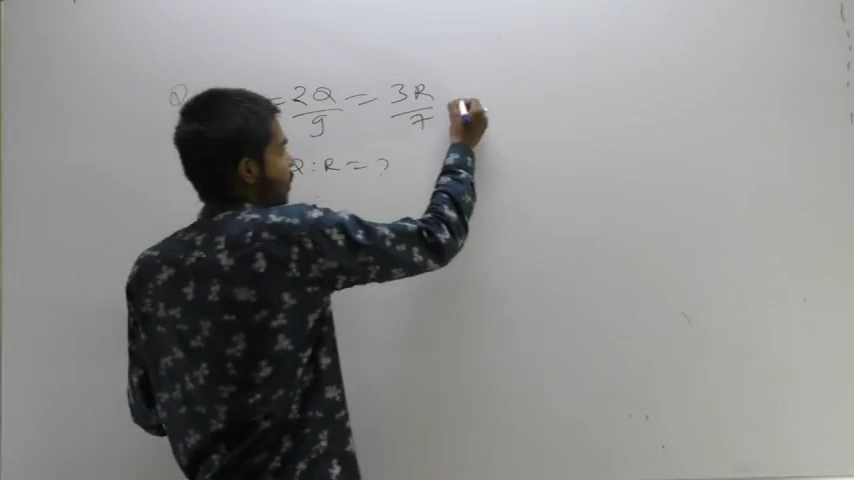 Q = 2Q/9 = 3R/7
Q : R = ?